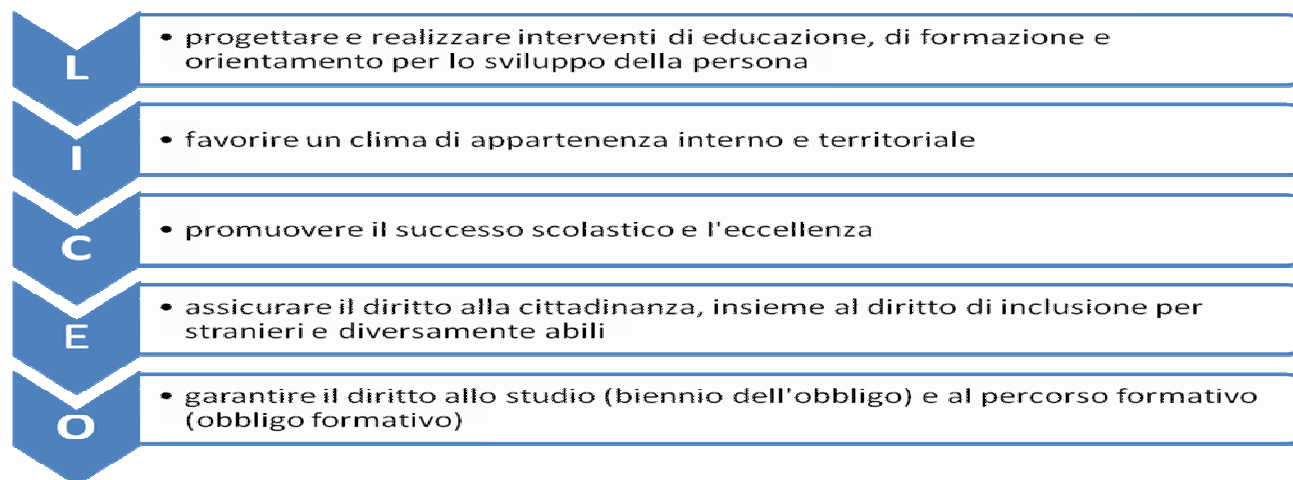 L
• progettare e realizzare interventi di educazione, di formazione e
orientamento per lo sviluppo della persona
I
• favorire un clima di appartenenza interno e territoriale
C
• promuovere il successo scolastico e l'eccellenza
E
• assicurare il diritto alla cittadinanza, insieme al diritto di inclusione per
stranieri e diversamente abili
O
• garantire il diritto allo studio (biennio dell'obbligo) e al percorso formativo
(obbligo formativo)